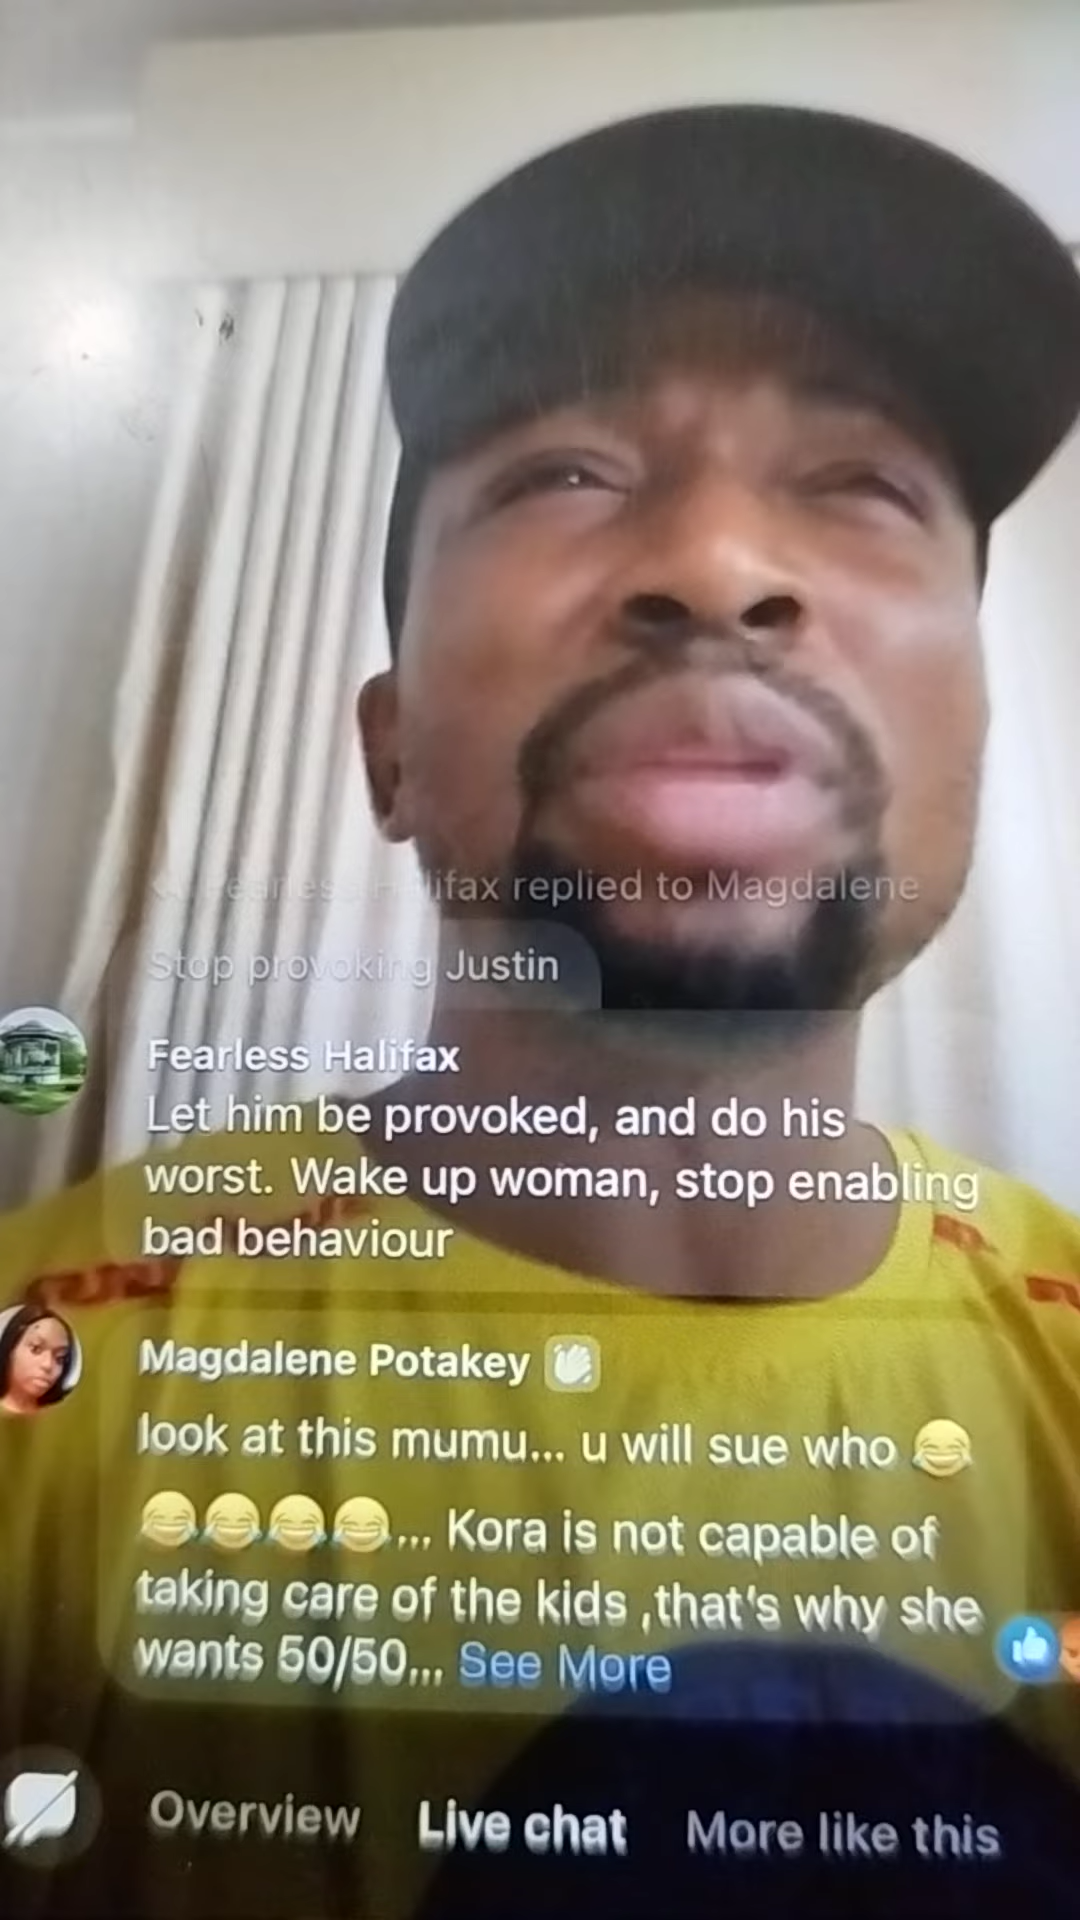 Fearless Halifax replied to Magdalene
Stop provoking Justin
Fearless Halifax
Let him be provoked, and do his
worst. Wake up woman, stop enabling
bad behaviour
Magdalene Potakey 👋
look at this mumu... u will sue who 😂
😂😂😂😂... Kora is not capable of
taking care of the kids ,that's why she
wants 50/50... See More
Overview Live chat More like this